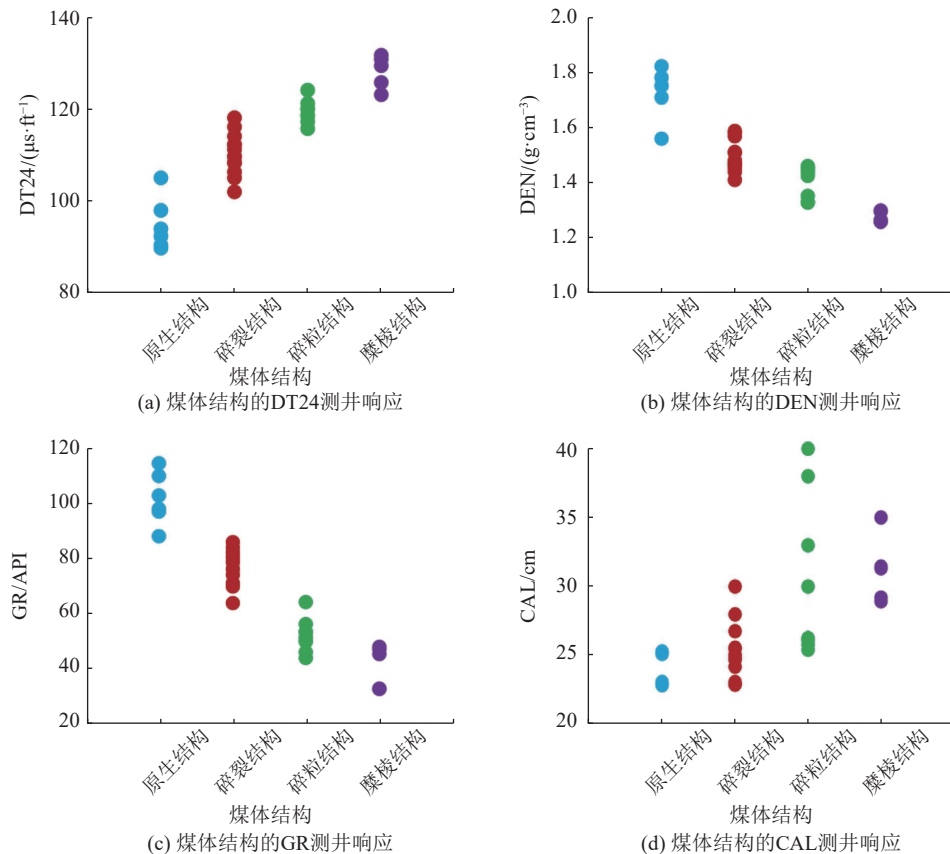 140
120
100
80
DT24/(μs·ft⁻¹)
原生结构
碎裂结构
碎粒结构
糜棱结构
煤体结构
(a) 煤体结构的DT24测井响应
2.0
1.8
1.6
1.4
1.2
1.0
DEN/(g·cm⁻³)
原生结构
碎裂结构
碎粒结构
糜棱结构
煤体结构
(b) 煤体结构的DEN测井响应
120
100
80
60
40
20
GR/API
原生结构
碎裂结构
碎粒结构
糜棱结构
煤体结构
(c) 煤体结构的GR测井响应
40
35
30
25
20
CAL/cm
原生结构
碎裂结构
碎粒结构
糜棱结构
煤体结构
(d) 煤体结构的CAL测井响应